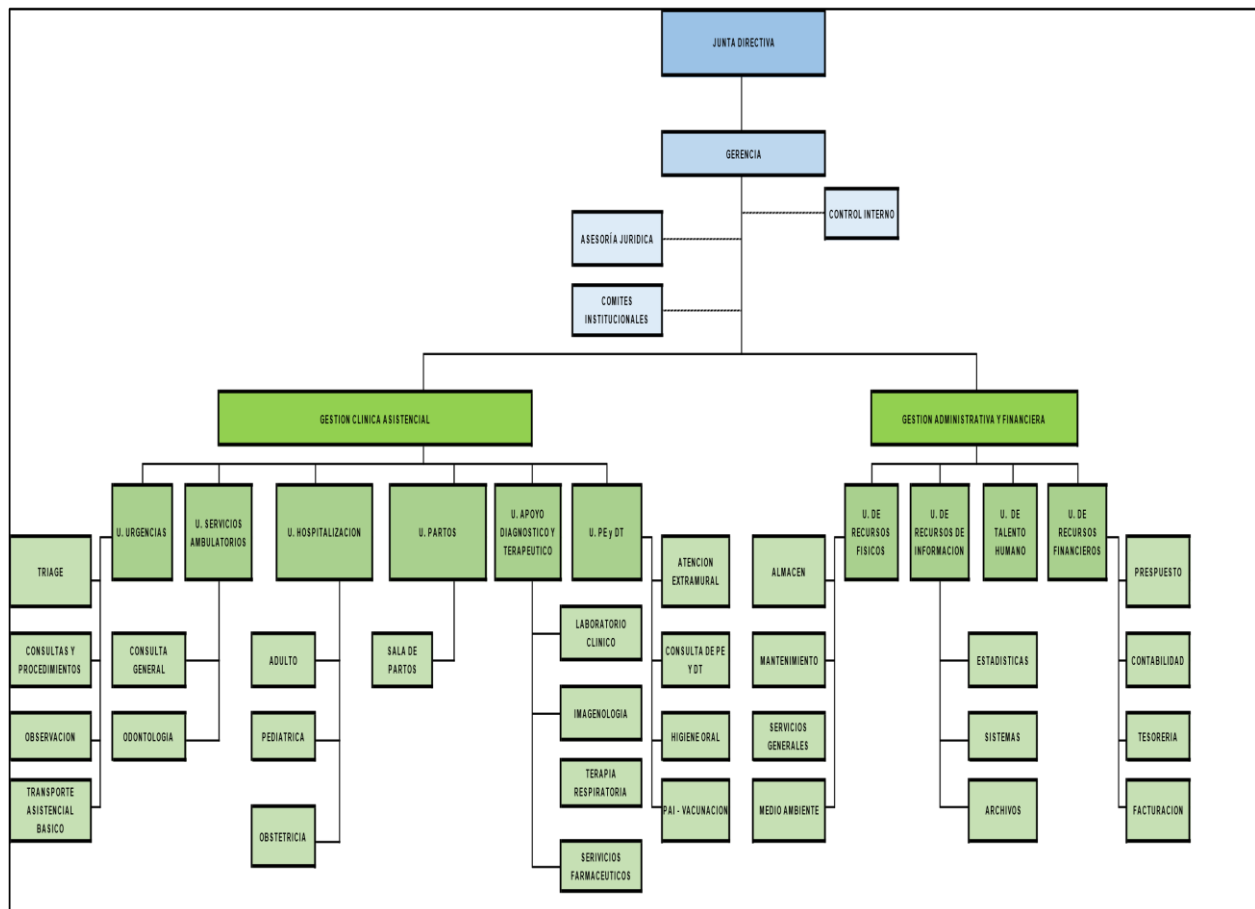 JUNTA DIRECTIVA
GERENCIA
CONTROL INTERNO
ASESORÍA JURIDICA
COMITES
INSTITUCIONALES
GESTION CLINICA ASISTENCIAL
GESTION ADMINISTRATIVA Y FINANCIERA
U. URGENCIAS
U. SERVICIOS
AMBULATORIOS
U. HOSPITALIZACION
U. PARTOS
U. APOYO
DIAGNOSTICO Y
TERAPEUTICO
U. PE y DT
U. DE
RECURSOS
FISICOS
U. DE
RECURSOS DE
INFORMACION
U. DE
TALENTO
HUMANO
U. DE
RECURSOS
FINANCIEROS
TRIAGE
CONSULTAS Y
PROCEDIMIENTOS
OBSERVACION
TRANSPORTE
ASISTENCIAL
BASICO
CONSULTA
GENERAL
ODONTOLOGIA
ADULTO
PEDIATRICA
OBSTETRICIA
SALA DE
PARTOS
LABORATORIO
CLINICO
IMAGENOLOGIA
TERAPIA
RESPIRATORIA
SERIVICIOS
FARMACEUTICOS
ATENCION
EXTRAMURAL
CONSULTA DE PE
Y DT
HIGIENE ORAL
PAI - VACUNACION
ALMACEN
MANTENIMIENTO
SERVICIOS
GENERALES
MEDIO AMBIENTE
ESTADISTICAS
SISTEMAS
ARCHIVOS
PRESPUESTO
CONTABILIDAD
TESORERIA
FACTURACION